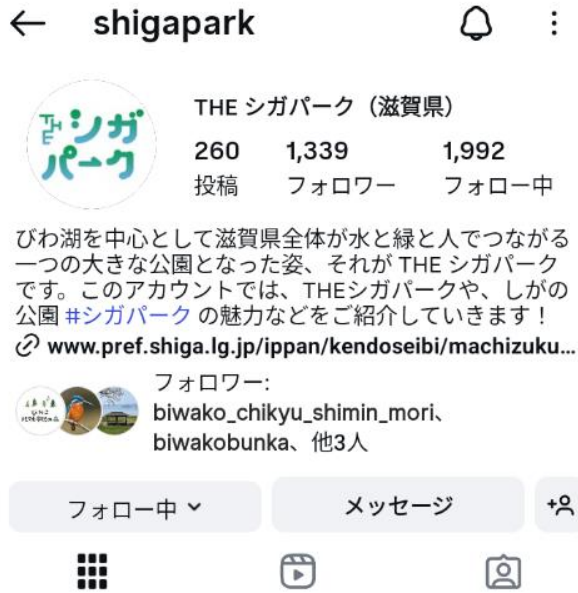 shigapark
THE シガパーク
THE シガパーク（滋賀県）
260 1,339 1,992
投稿 フォロワー フォロー中
びわ湖を中心として滋賀県全体が水と緑と人でつながる
一つの大きな公園となった姿、それが THE シガパーク
です。このアカウントでは、THEシガパークや、しがの
公園 #シガパーク の魅力などをご紹介していきます！
www.pref.shiga.lg.jp/ippan/kendoseibi/machizuku...
フォロワー:
biwako_chikyu_shimin_mori、
biwakobunka、他3人
フォロー中 メッセージ